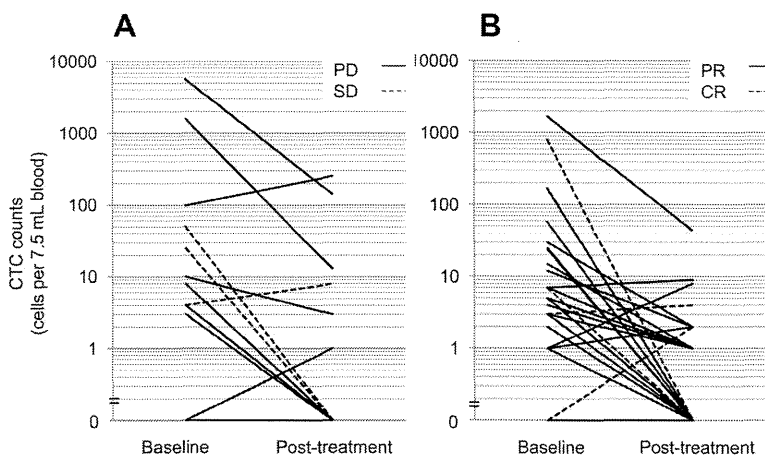 A
B
CTC counts
(cells per 7.5 mL blood)
10000
1000
100
10
1
0
PD
SD
Baseline
Post-treatment
10000
1000
100
10
1
0
PR
CR
Baseline
Post-treatment